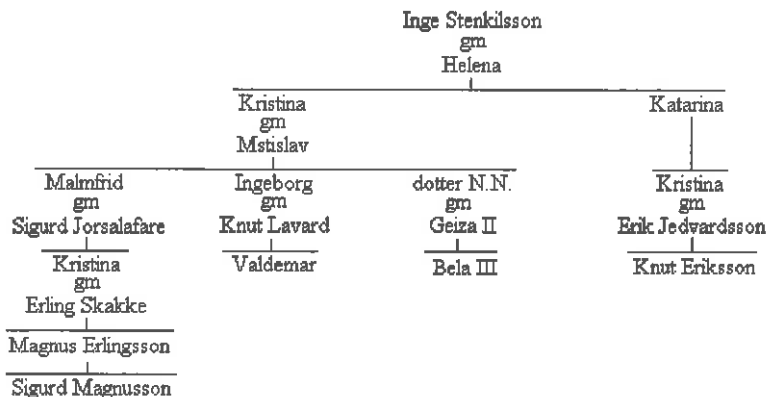 Inge Stenkilsson
gm
Helena
Kristina
gm
Mstislav
Katarina
Malmfrid
gm
Sigurd Jorsalafare
Ingeborg
gm
Knut Lavard
dotter N.N.
gm
Geiza II
Kristina
gm
Erik Jedvardsson
Kristina
gm
Erling Skakke
Valdemar
Bela III
Knut Eriksson
Magnus Erlingsson
Sigurd Magnusson